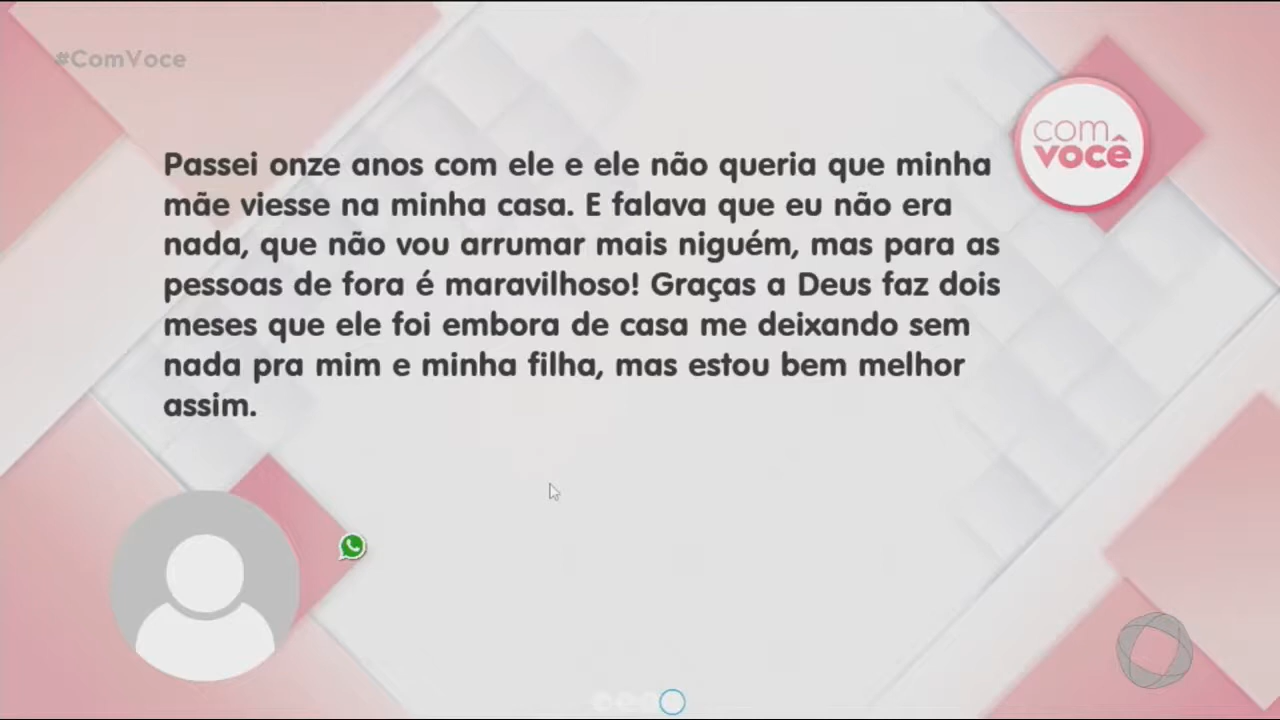 #ComVoce
com
você
Passei onze anos com ele e ele não queria que minha
mãe viesse na minha casa. E falava que eu não era
nada, que não vou arrumar mais niguém, mas para as
pessoas de fora é maravilhoso! Graças a Deus faz dois
meses que ele foi embora de casa me deixando sem
nada pra mim e minha filha, mas estou bem melhor
assim.